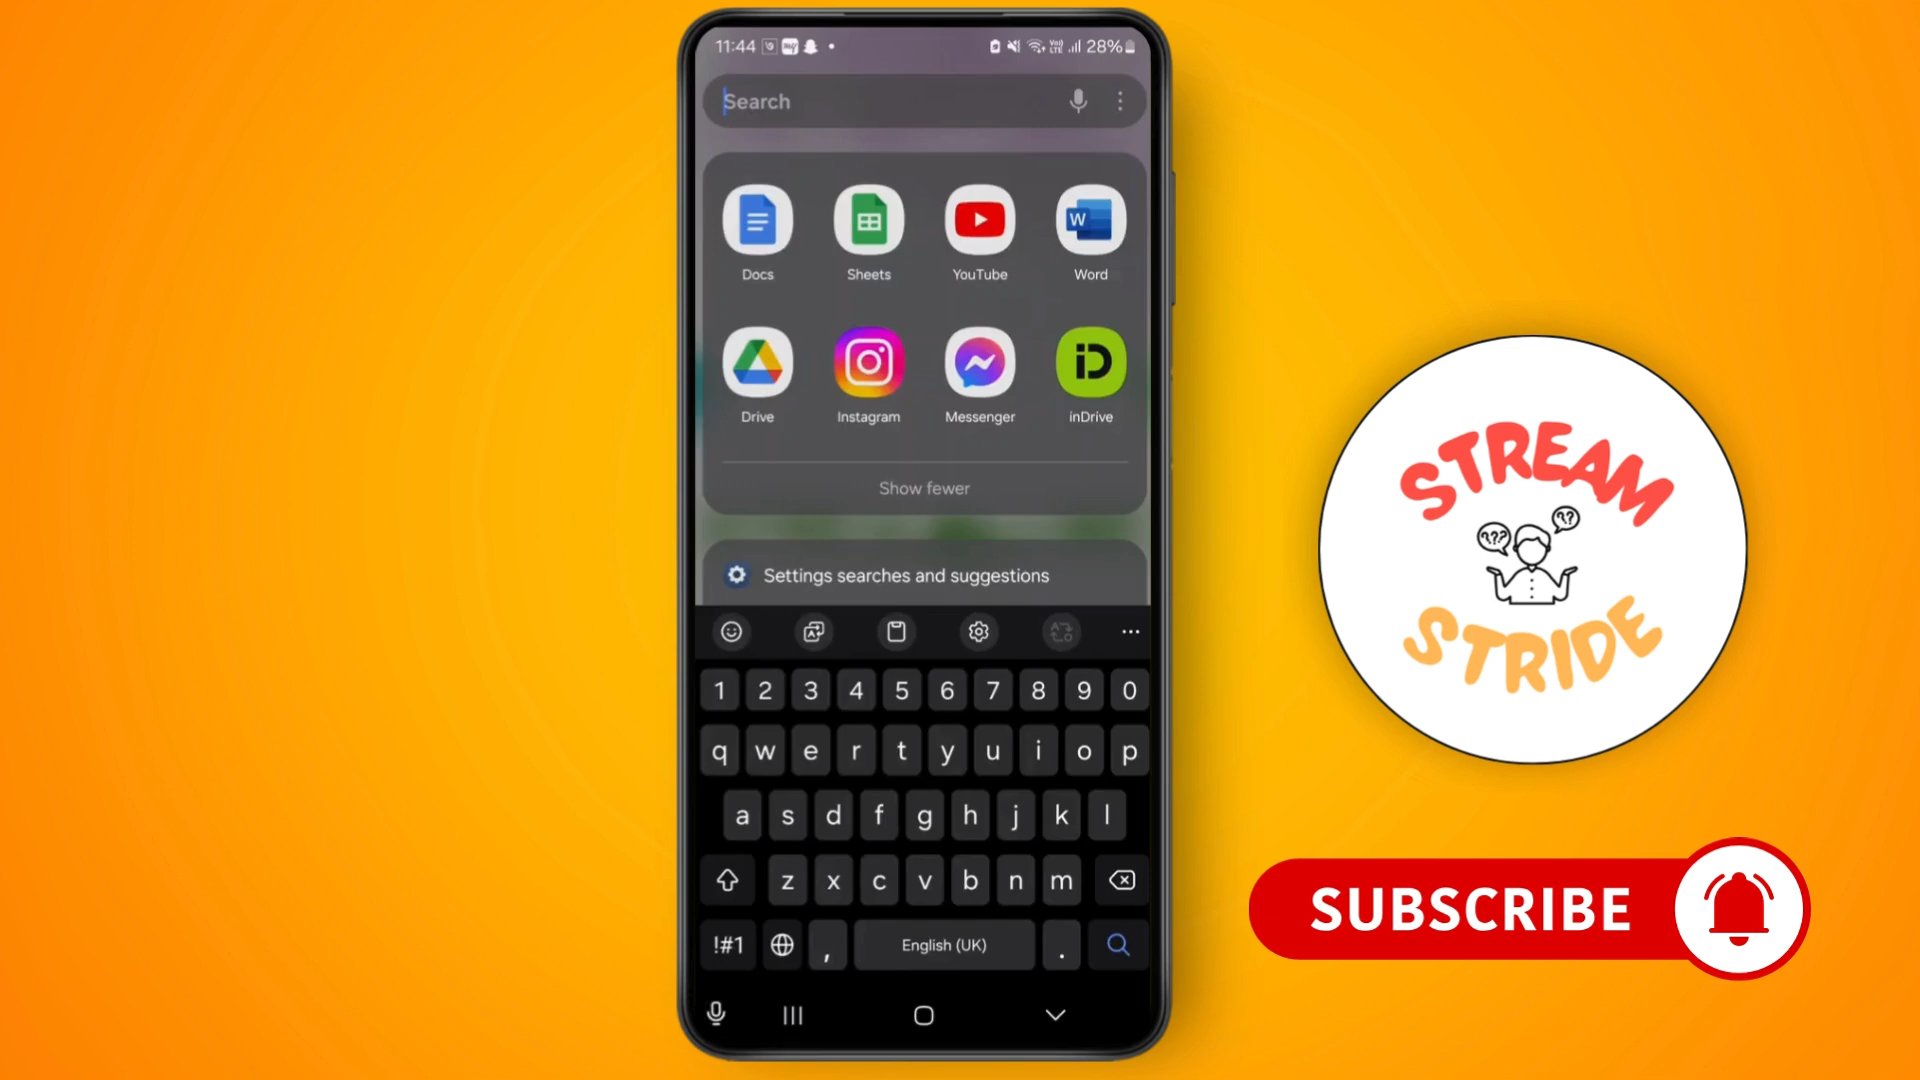 11:44
28%
Search
Docs Sheets YouTube Word
Drive Instagram Messenger inDrive
Show fewer
Settings searches and suggestions
1 2 3 4 5 6 7 8 9 0
q w e r t y u i o p
a s d f g h j k l
z x c v b n m
!#1 , English (UK) .
STREAM
??? ??
STRIDE
SUBSCRIBE